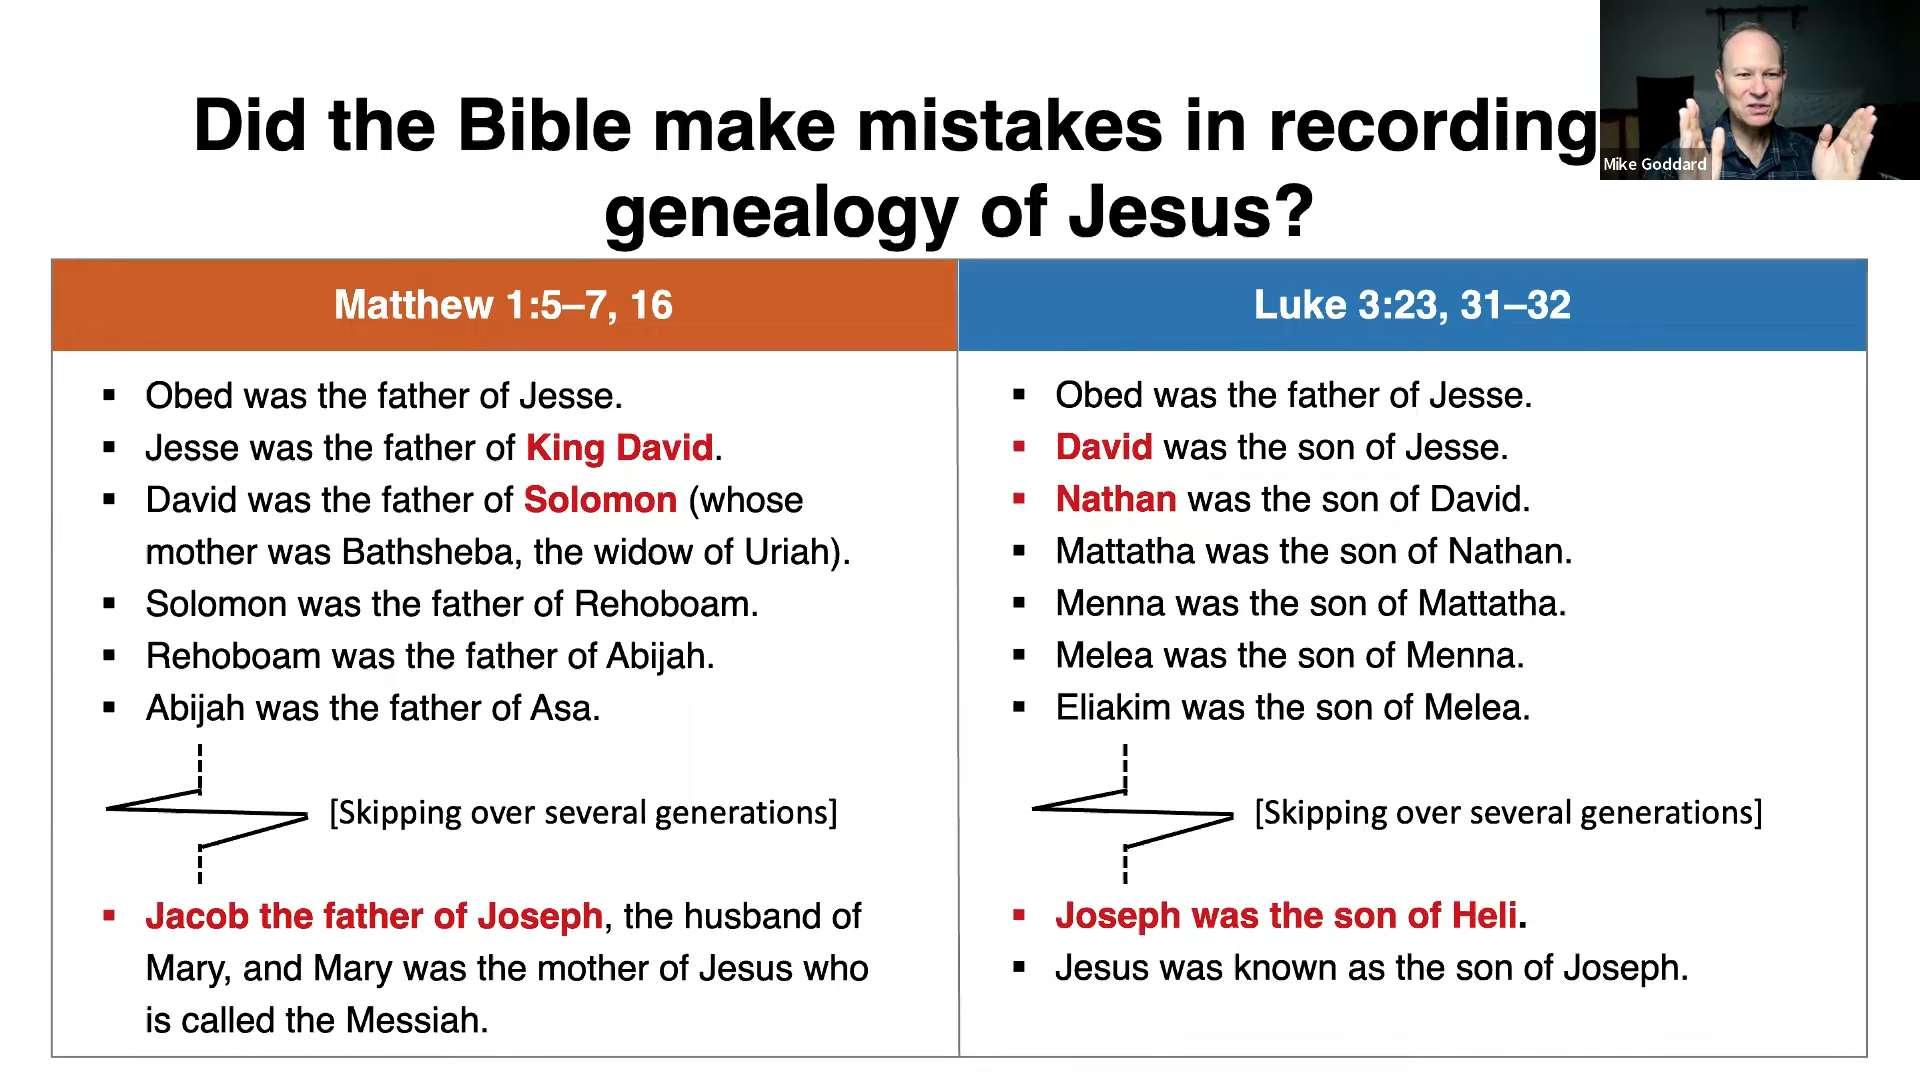 Did the Bible make mistakes in recording
genealogy of Jesus?
Mike Goddard
Matthew 1:5–7, 16
▪ Obed was the father of Jesse.
▪ Jesse was the father of King David.
▪ David was the father of Solomon (whose
mother was Bathsheba, the widow of Uriah).
▪ Solomon was the father of Rehoboam.
▪ Rehoboam was the father of Abijah.
▪ Abijah was the father of Asa.
[Skipping over several generations]
▪ Jacob the father of Joseph, the husband of
Mary, and Mary was the mother of Jesus who
is called the Messiah.
Luke 3:23, 31–32
▪ Obed was the father of Jesse.
▪ David was the son of Jesse.
▪ Nathan was the son of David.
▪ Mattatha was the son of Nathan.
▪ Menna was the son of Mattatha.
▪ Melea was the son of Menna.
▪ Eliakim was the son of Melea.
[Skipping over several generations]
▪ Joseph was the son of Heli.
▪ Jesus was known as the son of Joseph.